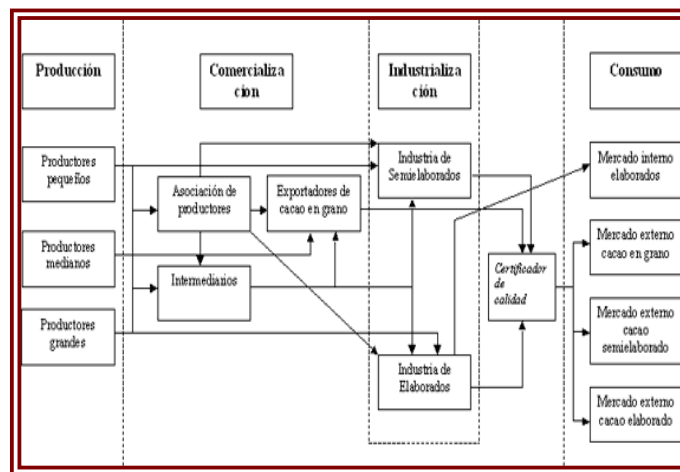 Producción
Comercializa
cion
Industrializa
ción
Consumo
Productores
pequeños
Productores
medianos
Productores
grandes
Asociación de
productores
Intermediarios
Exportadores de
cacao en grano
Industria de
Semielaborados
Industria de
Elaborados
Certificador
de
calidad
Mercado interno
elaborados
Mercado externo
cacao en grano
Mercado externo
cacao
semielaborado
Mercado externo
cacao elaborado